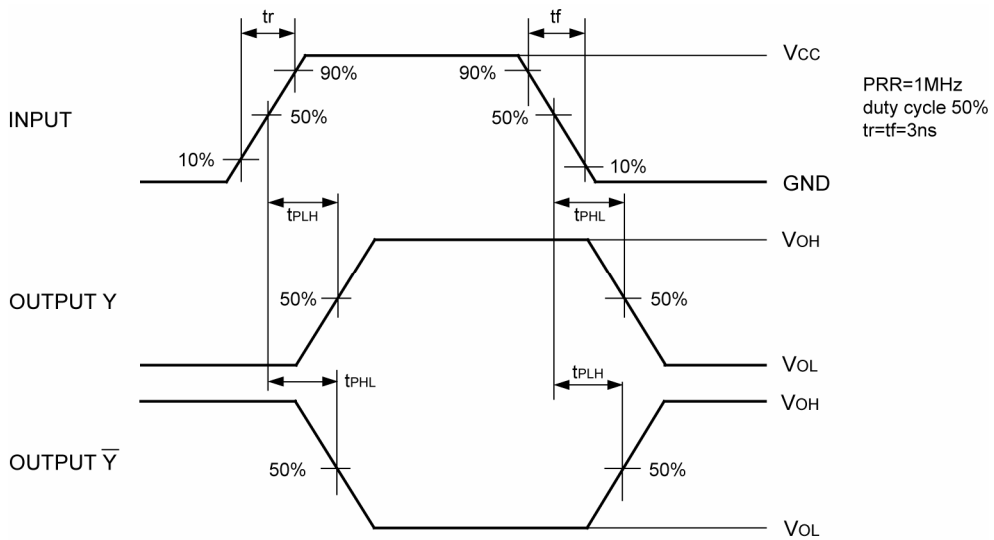 tr
tf
VCC
90%
90%
PRR=1MHz
duty cycle 50%
tr=tf=3ns
INPUT
50%
50%
10%
10%
GND
tPLH
tPHL
VOH
OUTPUT Y
50%
50%
VOL
tPHL
tPLH
VOH
OUTPUT Y̅
50%
50%
VOL